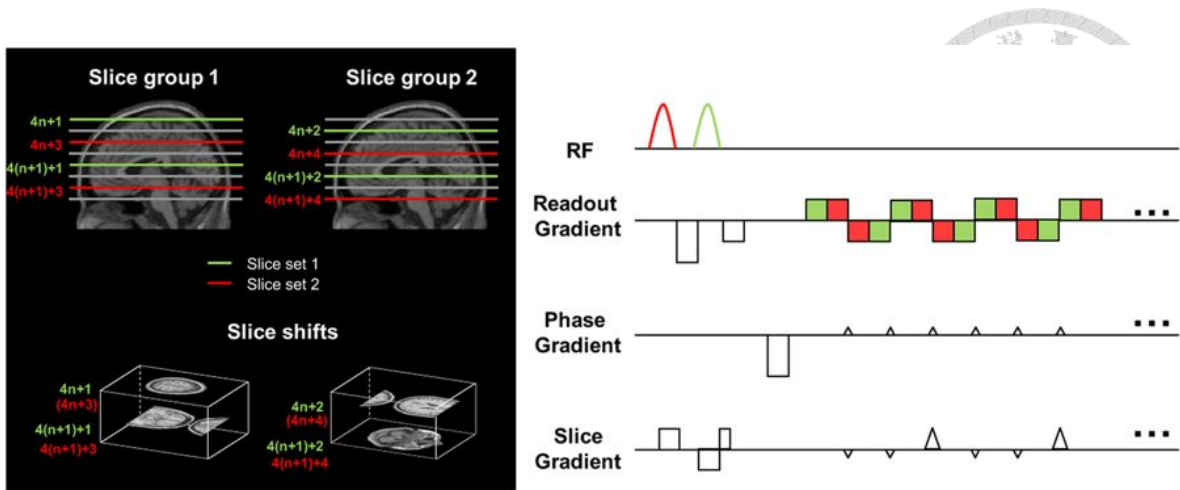 Slice group 1
4n+1
4n+3
4(n+1)+1
4(n+1)+3
Slice group 2
4n+2
4n+4
4(n+1)+2
4(n+1)+4
Slice set 1
Slice set 2
Slice shifts
4n+1
(4n+3)
4(n+1)+1
4(n+1)+3
4n+2
(4n+4)
4(n+1)+2
4(n+1)+4
RF
Readout
Gradient
Phase
Gradient
Slice
Gradient